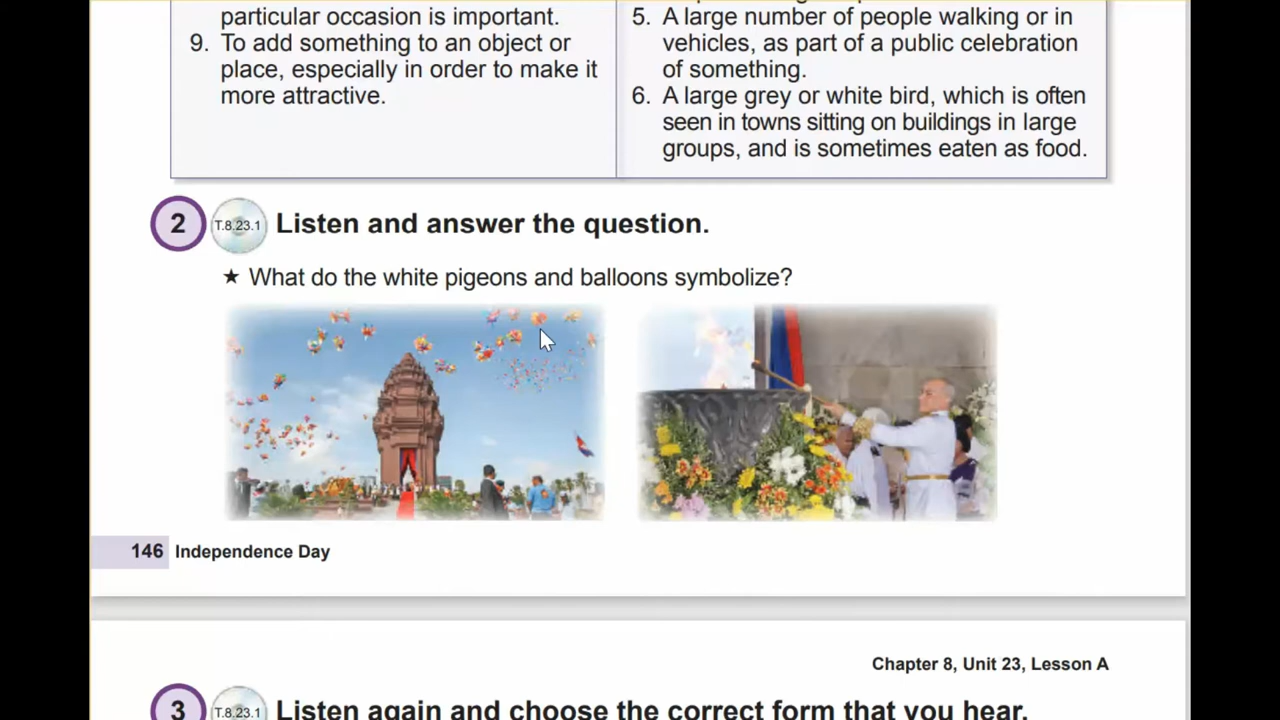 particular occasion is important.
9. To add something to an object or
place, especially in order to make it
more attractive.
5. A large number of people walking or in
vehicles, as part of a public celebration
of something.
6. A large grey or white bird, which is often
seen in towns sitting on buildings in large
groups, and is sometimes eaten as food.
2 T.8.23.1 Listen and answer the question.
★ What do the white pigeons and balloons symbolize?
146 Independence Day
Chapter 8, Unit 23, Lesson A
3 T.8.23.1 Listen again and choose the correct form that you hear.